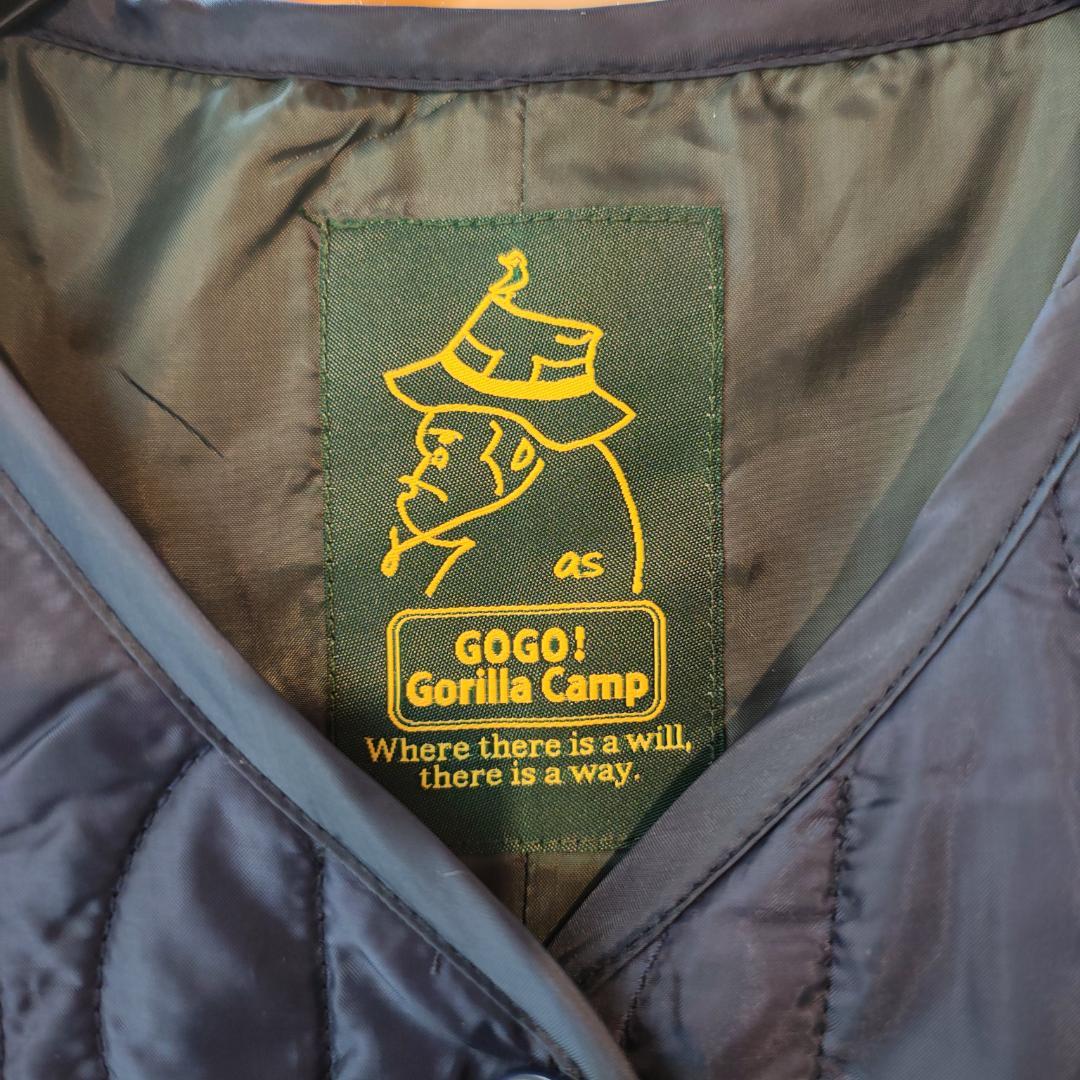 as
GOGO!
Gorilla Camp
Where there is a will,
there is a way.